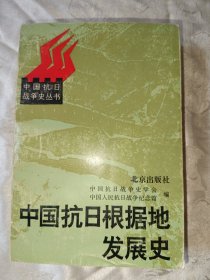 中国抗日
战争史丛书
北京出版社
中国抗日战争史学会
中国人民抗日战争纪念馆
编
中国抗日根据地
发展史